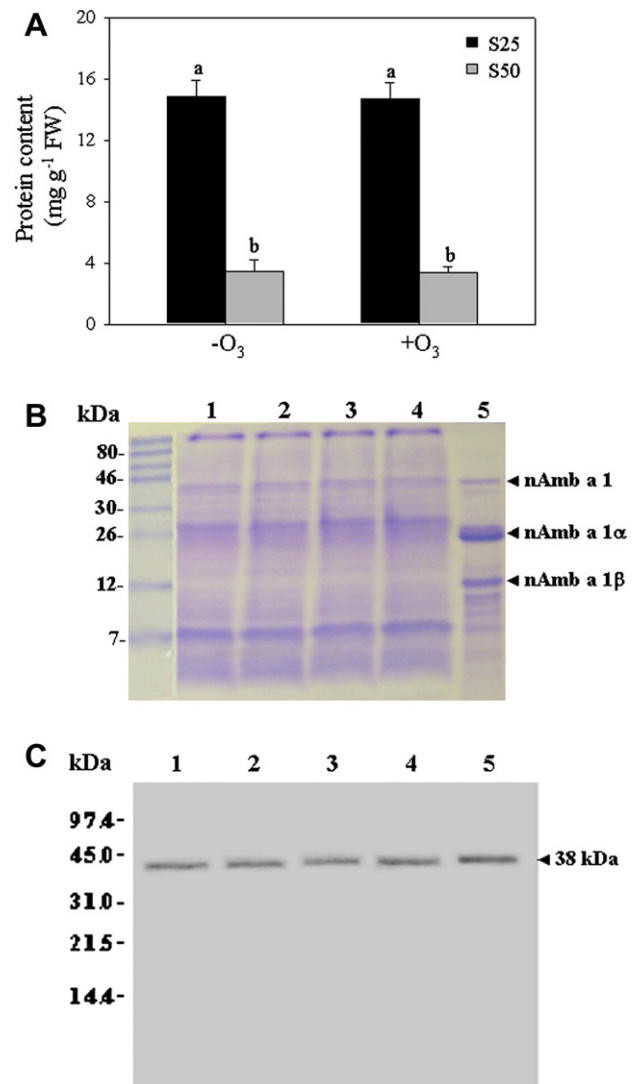 A
20
16
12
8
4
0
Protein content
(mg g-1 FW)
S25
S50
a
b
a
b
-O3
+O3
B
kDa
1 2 3 4 5
80-
46-
30-
26-
12-
7-
nAmb a 1
nAmb a 1α
nAmb a 1β
C
kDa
1 2 3 4 5
97.4-
45.0-
31.0-
21.5-
14.4-
38 kDa